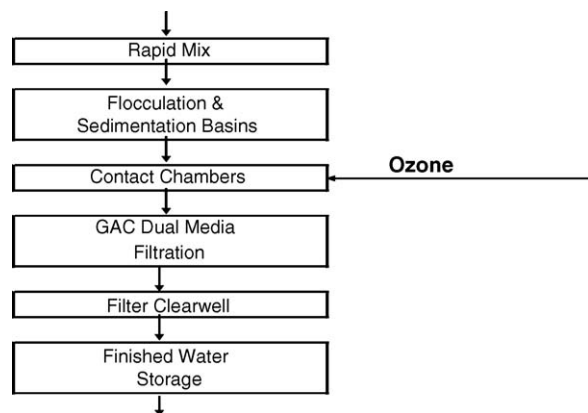 Rapid Mix
Flocculation &
Sedimentation Basins
Contact Chambers
Ozone
GAC Dual Media
Filtration
Filter Clearwell
Finished Water
Storage